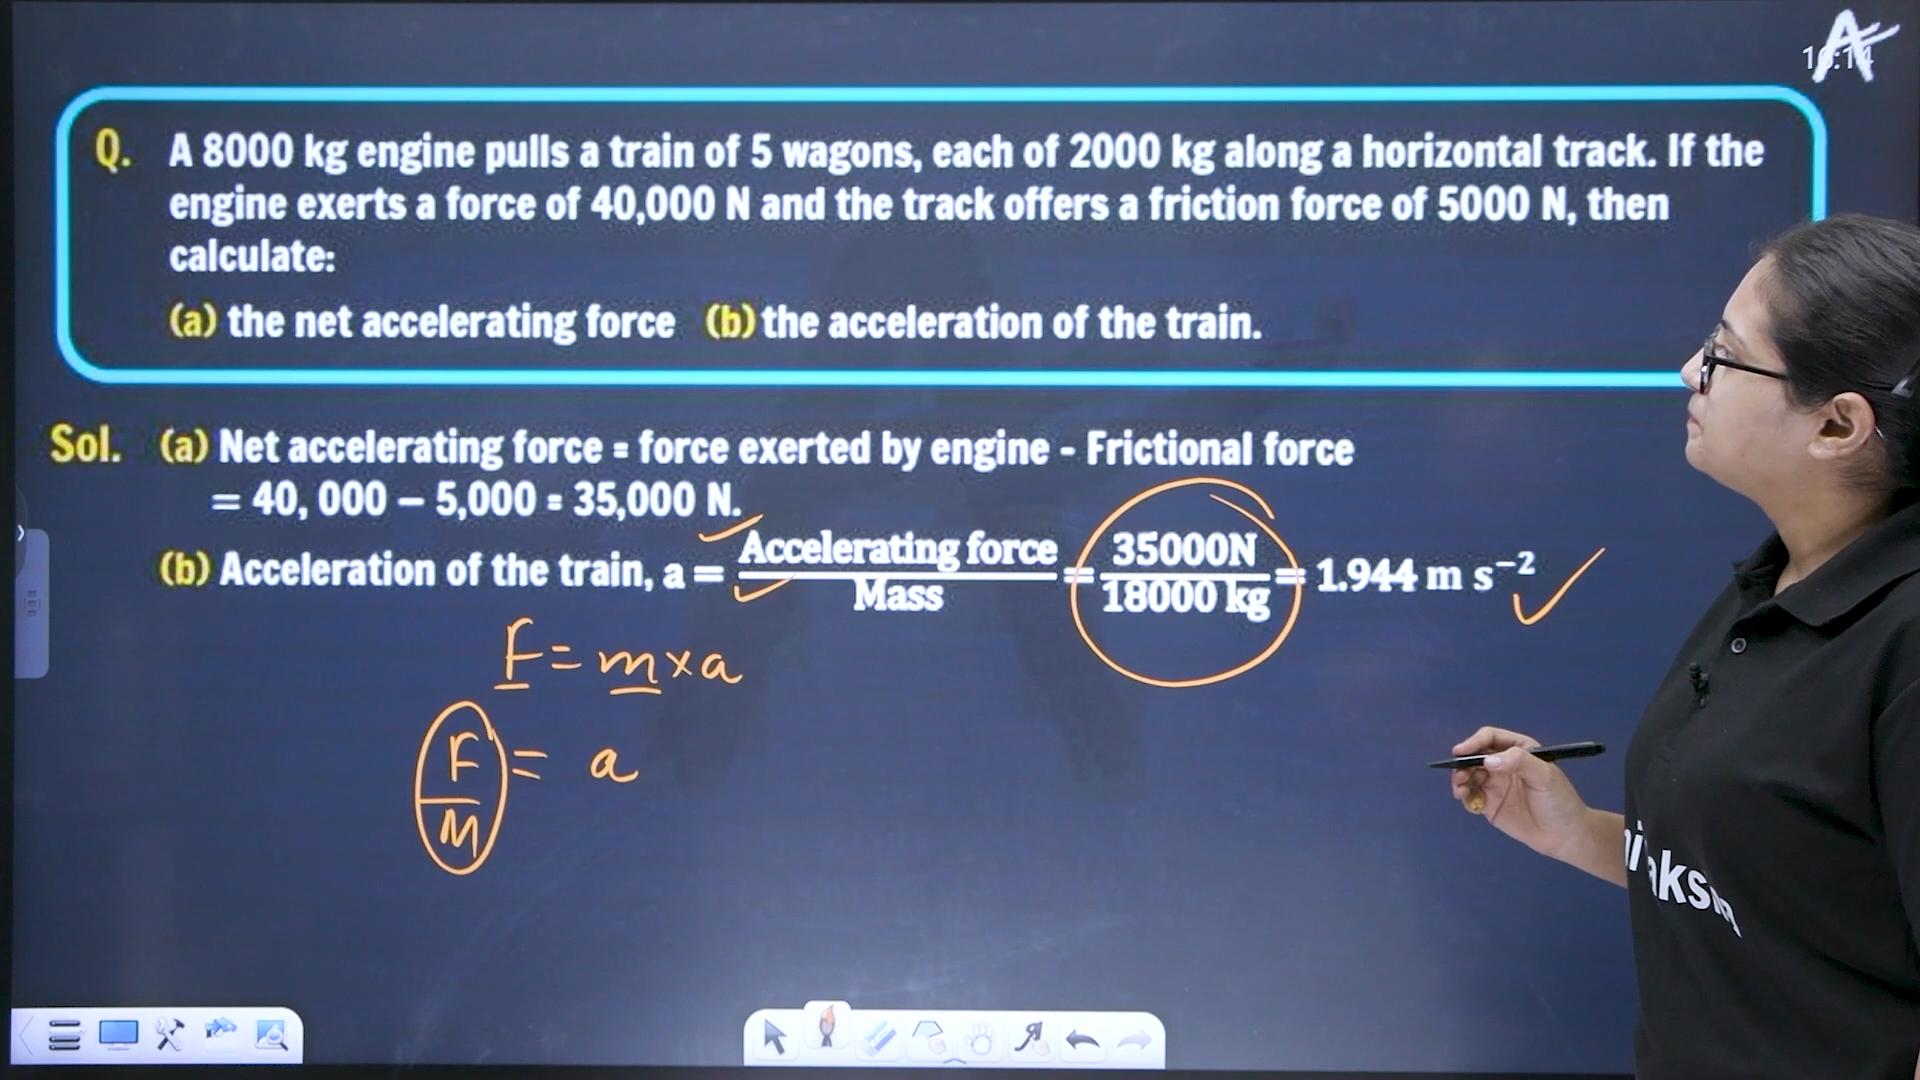 16:14
Q. A 8000 kg engine pulls a train of 5 wagons, each of 2000 kg along a horizontal track. If the
engine exerts a force of 40,000 N and the track offers a friction force of 5000 N, then
calculate:
(a) the net accelerating force (b) the acceleration of the train.
Sol. (a) Net accelerating force = force exerted by engine - Frictional force
= 40, 000 – 5,000 = 35,000 N.
(b) Acceleration of the train, a = Accelerating force / Mass = 35000N / 18000 kg = 1.944 m s⁻²
F = m × a
F / M = a